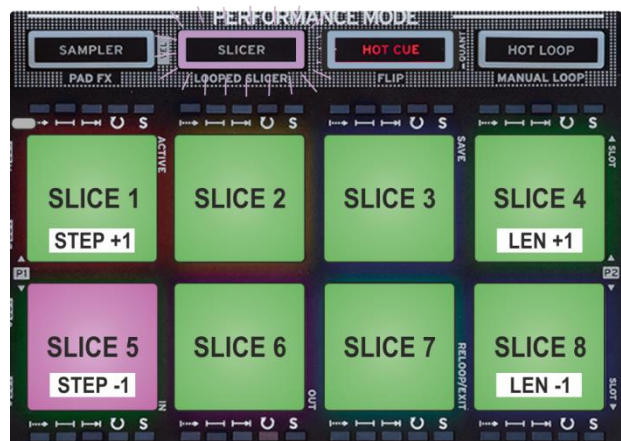 PERFORMANCE MODE
SAMPLER
VEL
SLICER
HOT CUE
QUANT
HOT LOOP
PAD FX
LOOPED SLICER
FLIP
MANUAL LOOP
S S S S
ACTIVE
SAVE
SLOT
SLICE 1
SLICE 2
SLICE 3
SLICE 4
STEP +1
LEN +1
P1
P2
SLICE 5
SLICE 6
SLICE 7
SLICE 8
STEP -1
LEN -1
IN
OUT
RELOOP/EXIT
SLOT
S S S S